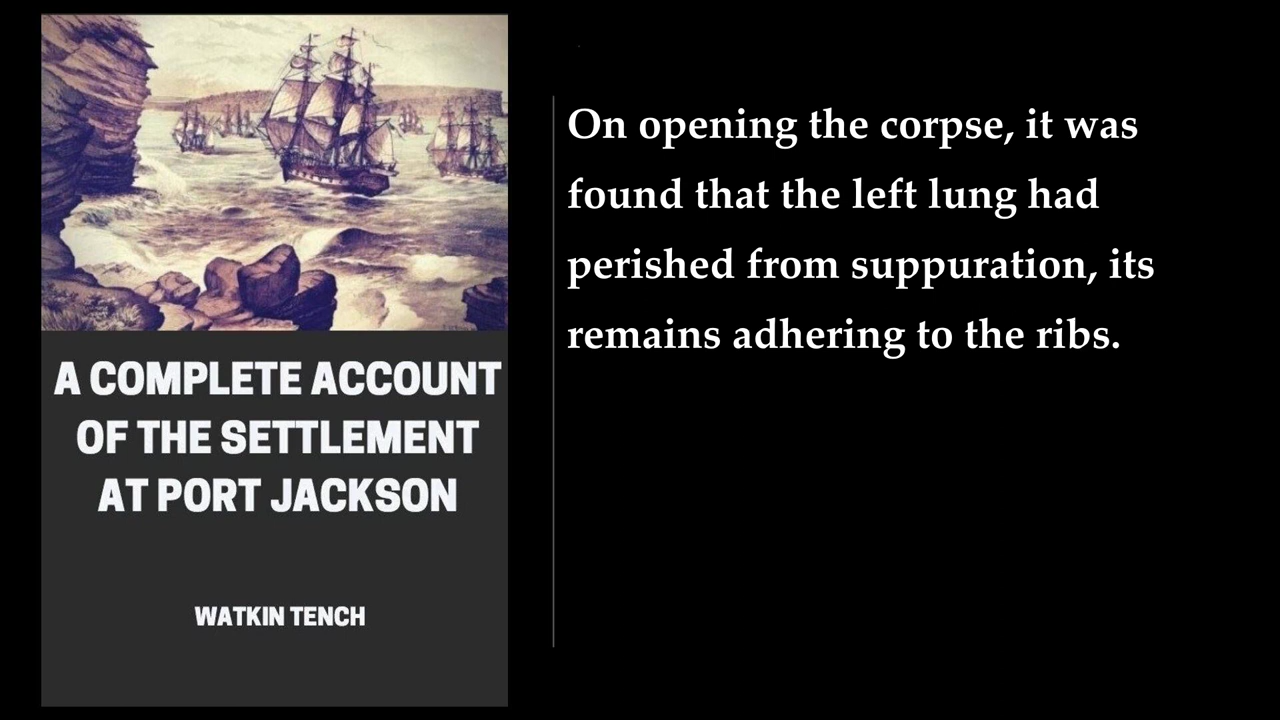 A COMPLETE ACCOUNT
OF THE SETTLEMENT
AT PORT JACKSON
WATKIN TENCH
On opening the corpse, it was
found that the left lung had
perished from suppuration, its
remains adhering to the ribs.